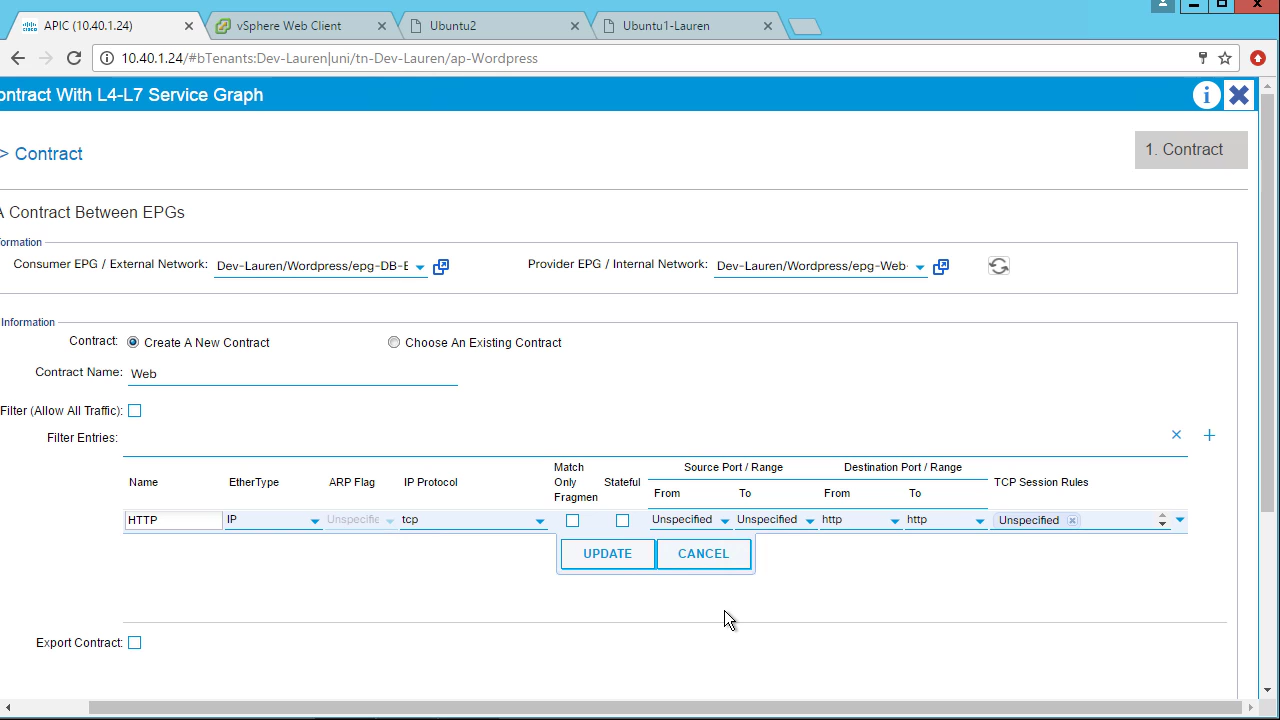 APIC (10.40.1.24)
vSphere Web Client
Ubuntu2
Ubuntu1-Lauren
cisco
10.40.1.24/#bTenants:Dev-Lauren|uni/tn-Dev-Lauren/ap-Wordpress
ontract With L4-L7 Service Graph
i
> Contract
1. Contract
A Contract Between EPGs
formation
Consumer EPG / External Network: Dev-Lauren/Wordpress/epg-DB-E
Provider EPG / Internal Network: Dev-Lauren/Wordpress/epg-Web-
Information
Contract: Create A New Contract Choose An Existing Contract
Contract Name: Web
Filter (Allow All Traffic):
Filter Entries:
Name EtherType ARP Flag IP Protocol Match Only Fragmen Stateful Source Port / Range From To Destination Port / Range From To TCP Session Rules
HTTP IP Unspecifie tcp Unspecified Unspecified http http Unspecified
UPDATE CANCEL
Export Contract: